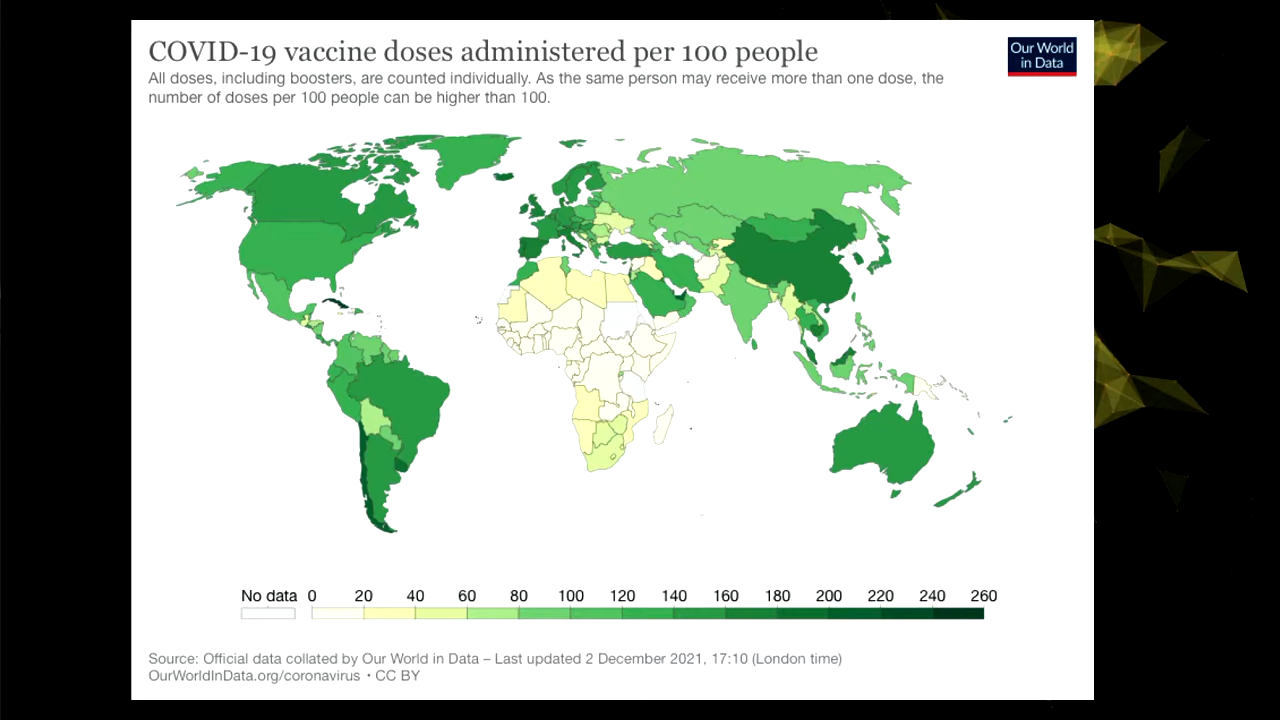 COVID-19 vaccine doses administered per 100 people
Our World
in Data
All doses, including boosters, are counted individually. As the same person may receive more than one dose, the
number of doses per 100 people can be higher than 100.
No data 0 20 40 60 80 100 120 140 160 180 200 220 240 260
Source: Official data collated by Our World in Data – Last updated 2 December 2021, 17:10 (London time)
OurWorldInData.org/coronavirus • CC BY